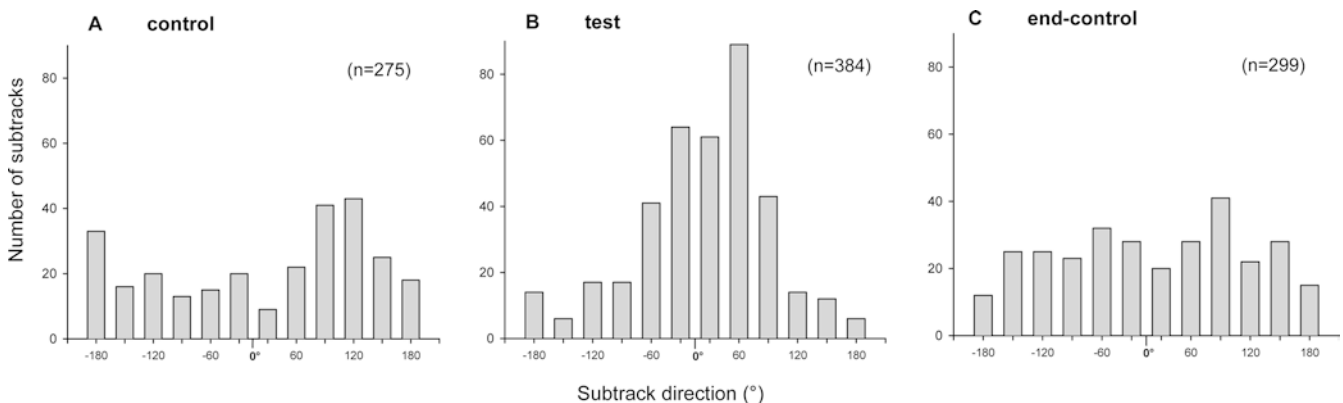 A control
B test
C end-control
(n=275)
(n=384)
(n=299)
Number of subtracks
80
60
40
20
0
-180 -120 -60 0° 60 120 180
80
60
40
20
0
-180 -120 -60 0° 60 120 180
80
60
40
20
0
-180 -120 -60 0° 60 120 180
Subtrack direction (°)